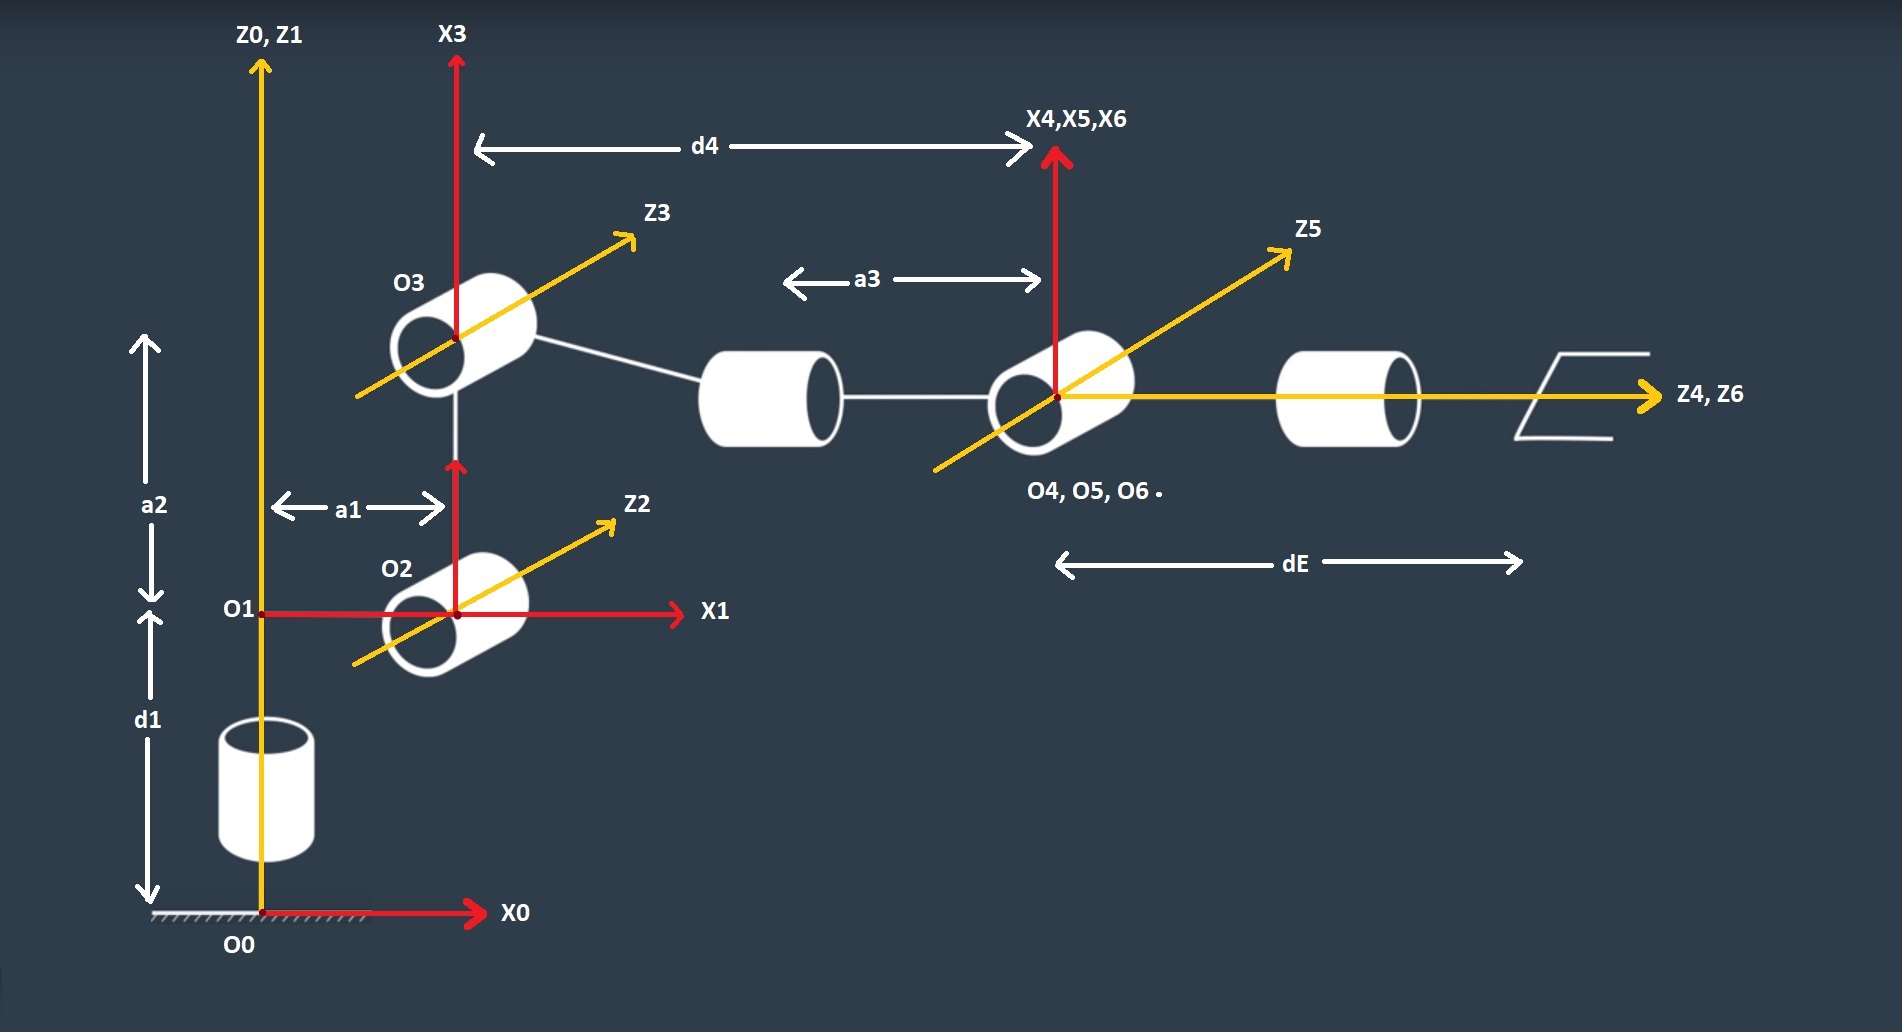 Z0, Z1
X3
X4,X5,X6
d4
Z3
Z5
O3
a3
Z4, Z6
a2
a1
Z2
O4, O5, O6 .
O2
dE
O1
X1
d1
X0
O0